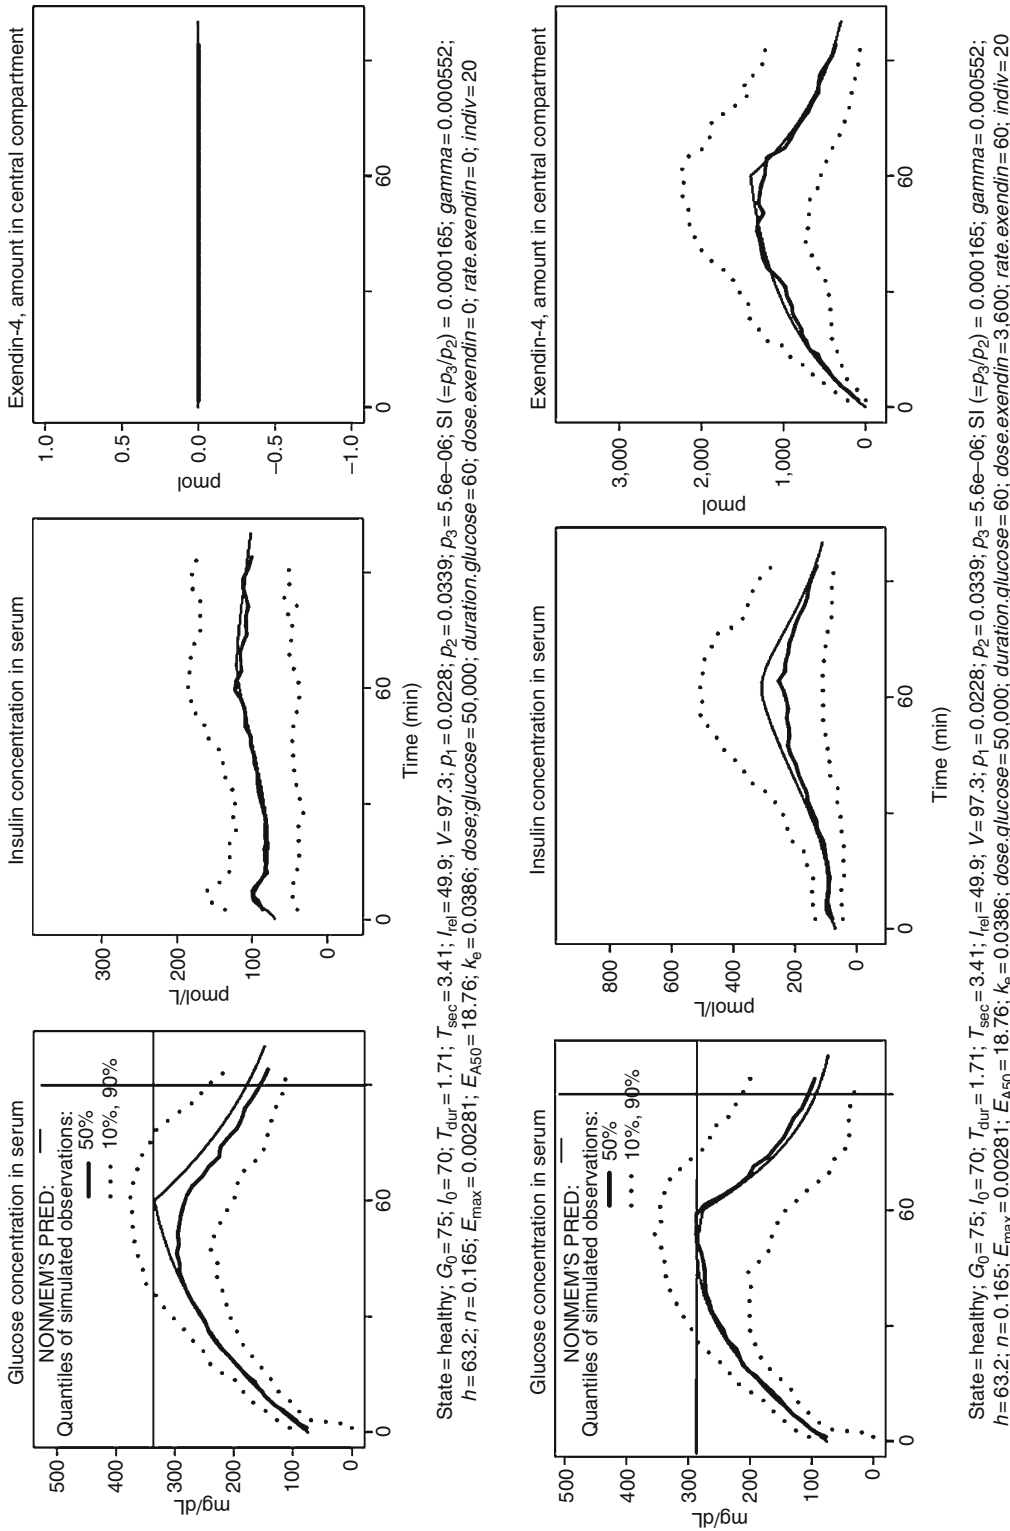 Glucose concentration in serum
NONMEM'S PRED:
Quantiles of simulated observations:
50%
10%, 90%
500
400
300
200
100
0
mg/dL
0
60
Insulin concentration in serum
300
200
100
0
pmol/L
0
60
Time (min)
Exendin-4, amount in central compartment
1.0
0.5
0.0
−0.5
−1.0
pmol
0
60
State=healthy; G0=75; I0=70; Tdur=1.71; Tsec=3.41; Irel=49.9; V=97.3; p1=0.0228; p2=0.0339; p3=5.6e−06; SI (=p3/p2)=0.000165; gamma=0.000552;
h=63.2; n=0.165; Emax=0.00281; EA50=18.76; ke=0.0386; dose;glucose=50,000; duration.glucose=60; dose.exendin=0; rate.exendin=0; indiv=20
Glucose concentration in serum
NONMEM'S PRED:
Quantiles of simulated observations:
50%
10%, 90%
500
400
300
200
100
0
mg/dL
0
60
Insulin concentration in serum
800
600
400
200
0
pmol/L
0
60
Time (min)
Exendin-4, amount in central compartment
3,000
2,000
1,000
0
pmol
0
60
State=healthy; G0=75; I0=70; Tdur=1.71; Tsec=3.41; Irel=49.9; V=97.3; p1=0.0228; p2=0.0339; p3=5.6e−06; SI (=p3/p2)=0.000165; gamma=0.000552;
h=63.2; n=0.165; Emax=0.00281; EA50=18.76; ke=0.0386; dose.glucose=50,000; duration.glucose=60; dose.exendin=3,600; rate.exendin=60; indiv=20